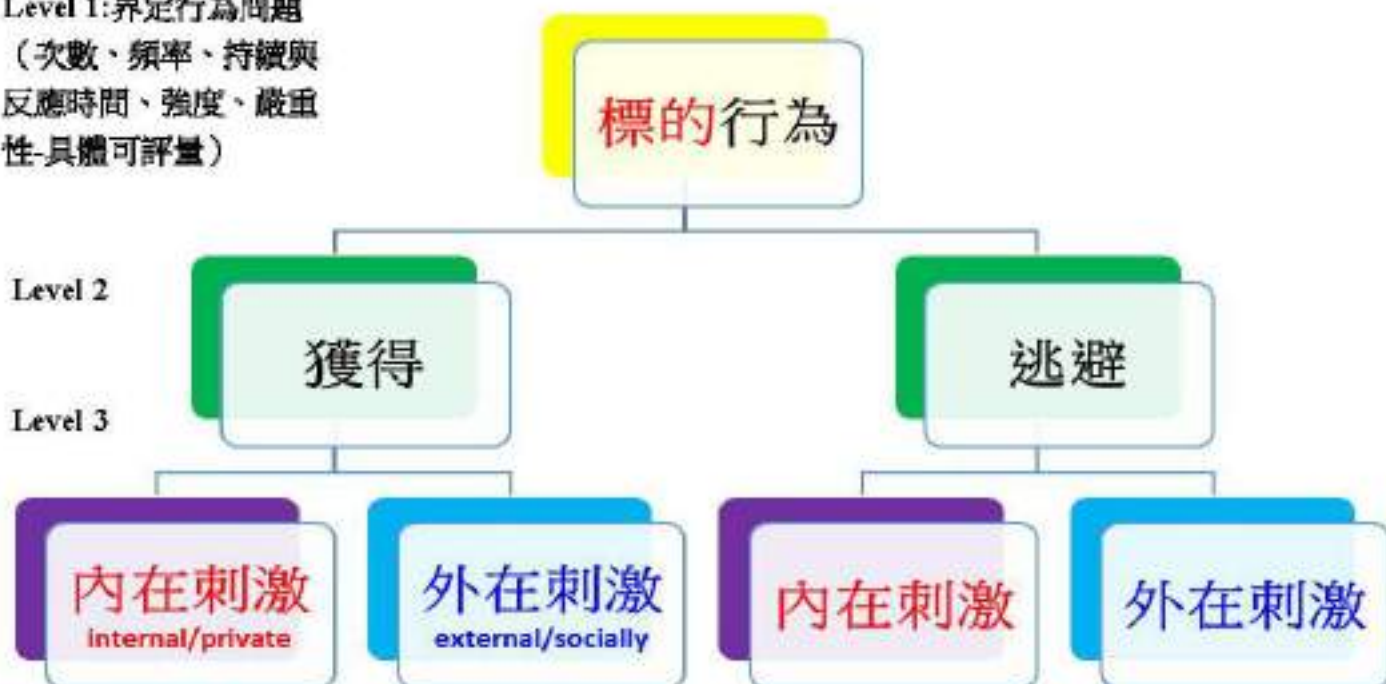 Level 1:界定行為問題
（次數、頻率、持續與
反應時間、強度、嚴重
性-具體可評量）
標的行為
Level 2
獲得
逃避
Level 3
內在刺激
internal/private
外在刺激
external/socially
內在刺激
外在刺激